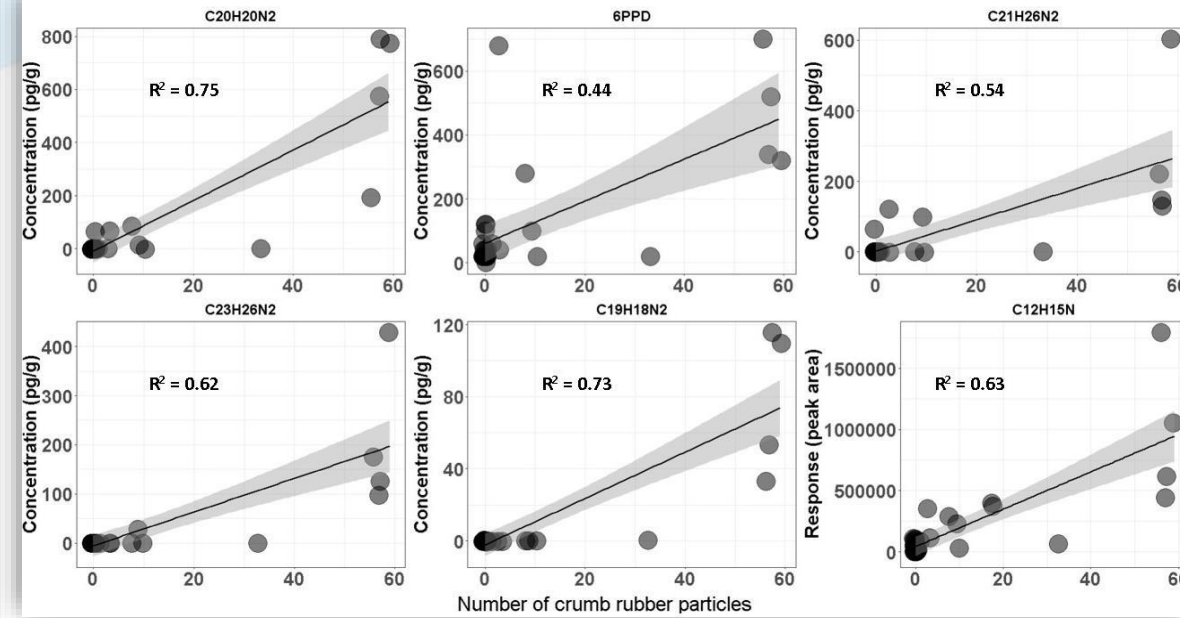 C20H20N2
6PPD
C21H26N2
Concentration (pg/g)
800
600
400
200
0
R² = 0.75
0 20 40 60
Concentration (pg/g)
600
400
200
0
R² = 0.44
0 20 40 60
Concentration (pg/g)
600
400
200
0
R² = 0.54
0 20 40
C23H26N2
C19H18N2
C12H15N
Concentration (pg/g)
400
300
200
100
0
R² = 0.62
0 20 40 60
Concentration (pg/g)
120
80
40
0
R² = 0.73
0 20 40 60
Response (peak area)
1500000
1000000
500000
0
R² = 0.63
0 20 40
Number of crumb rubber particles